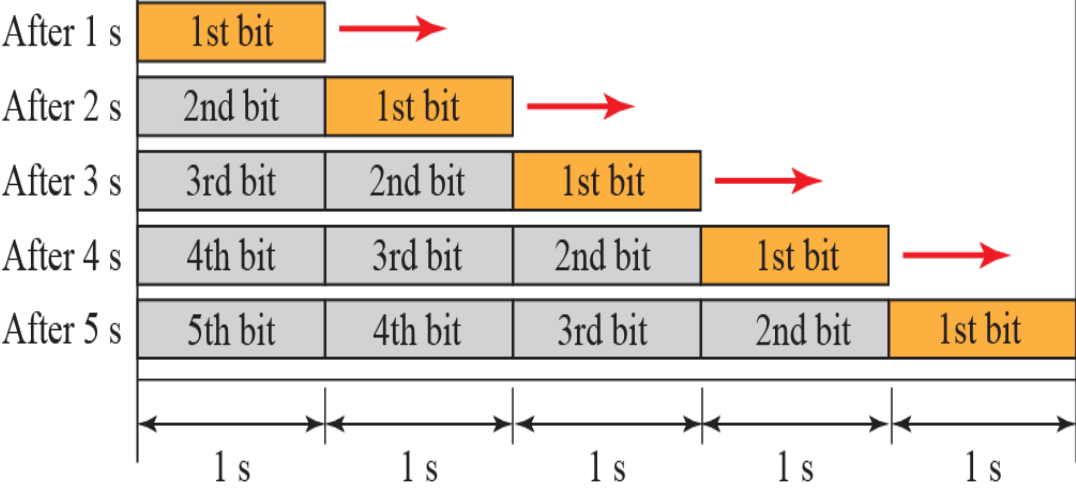 After 1 s 1st bit
After 2 s 2nd bit 1st bit
After 3 s 3rd bit 2nd bit 1st bit
After 4 s 4th bit 3rd bit 2nd bit 1st bit
After 5 s 5th bit 4th bit 3rd bit 2nd bit 1st bit
1 s 1 s 1 s 1 s 1 s